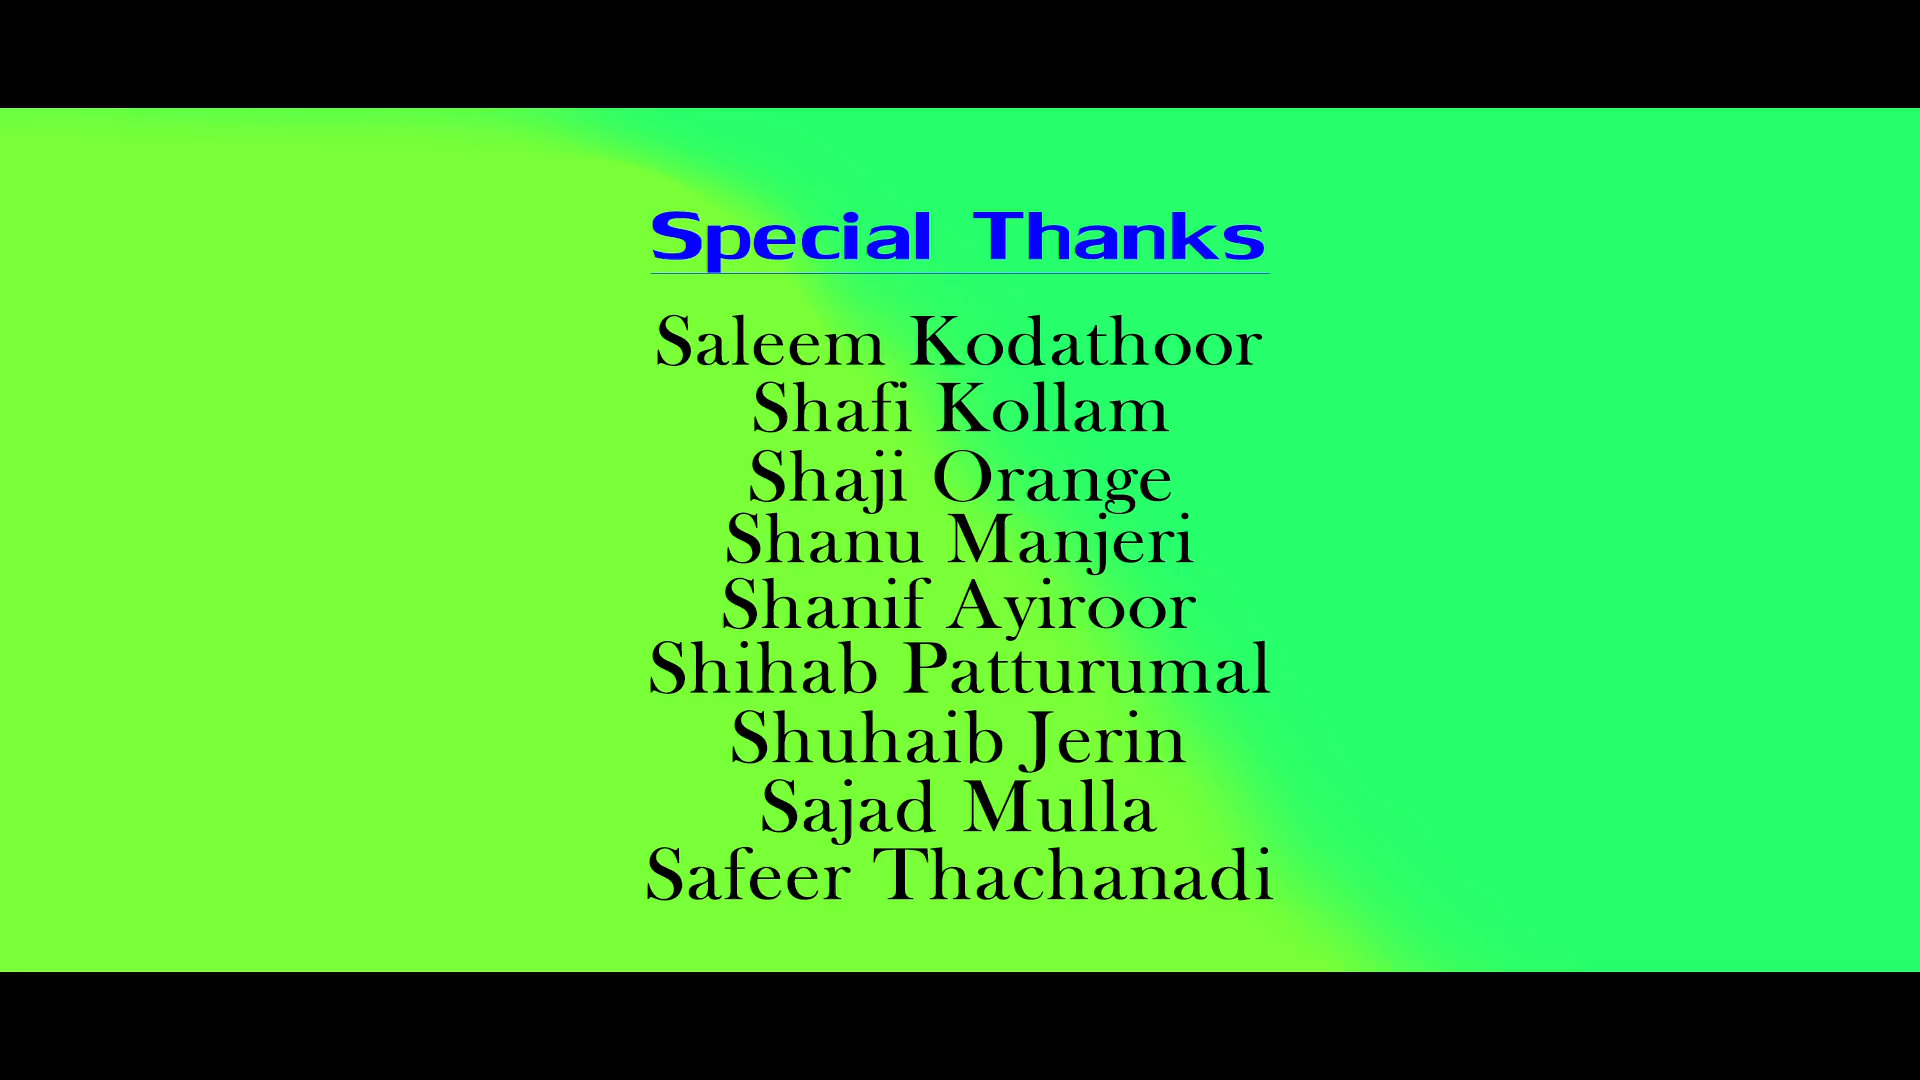 Special Thanks
Saleem Kodathoor
Shafi Kollam
Shaji Orange
Shanu Manjeri
Shanif Ayiroor
Shihab Patturumal
Shuhaib Jerin
Sajad Mulla
Safeer Thachanadi